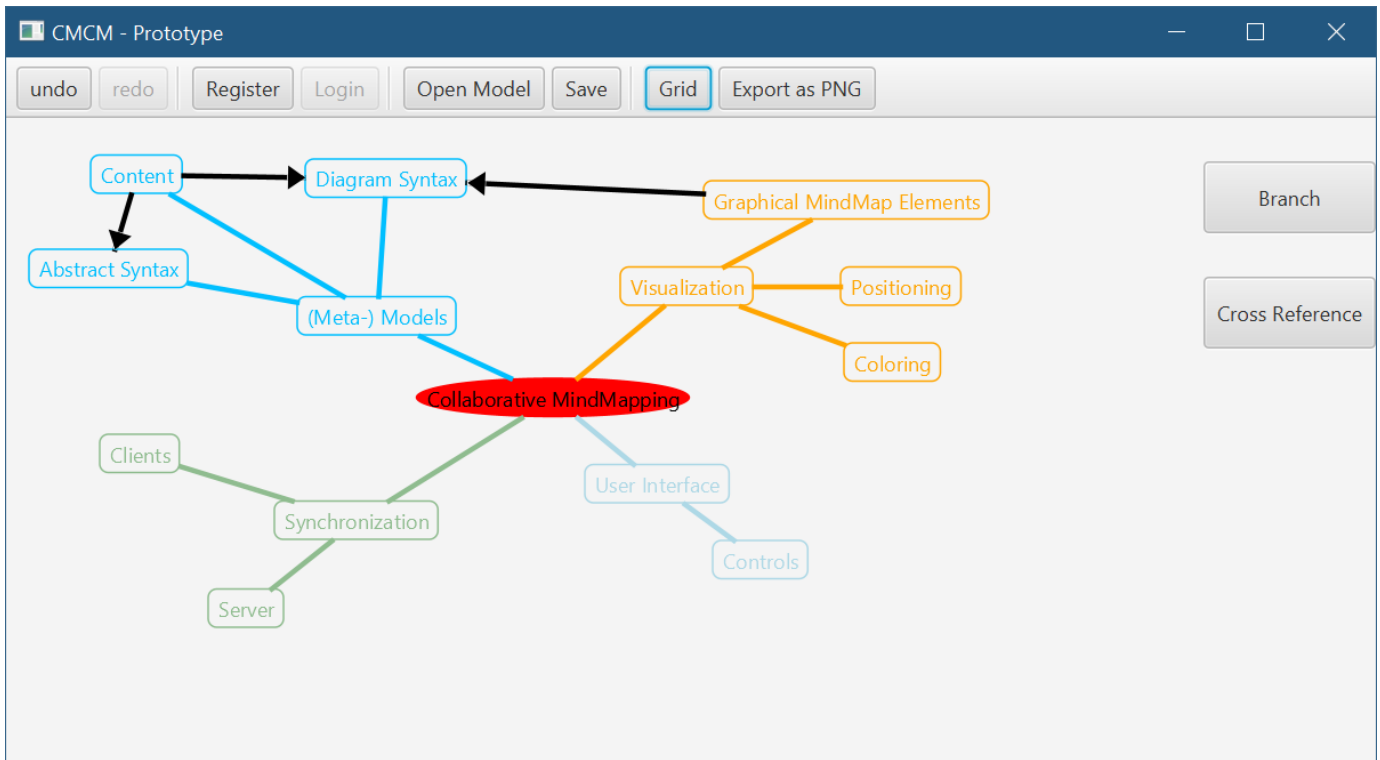 CMCM - Prototype
undo redo Register Login Open Model Save Grid Export as PNG
Content
Diagram Syntax
Graphical MindMap Elements
Branch
Abstract Syntax
(Meta-) Models
Visualization
Positioning
Cross Reference
Coloring
Collaborative MindMapping
Clients
User Interface
Synchronization
Controls
Server